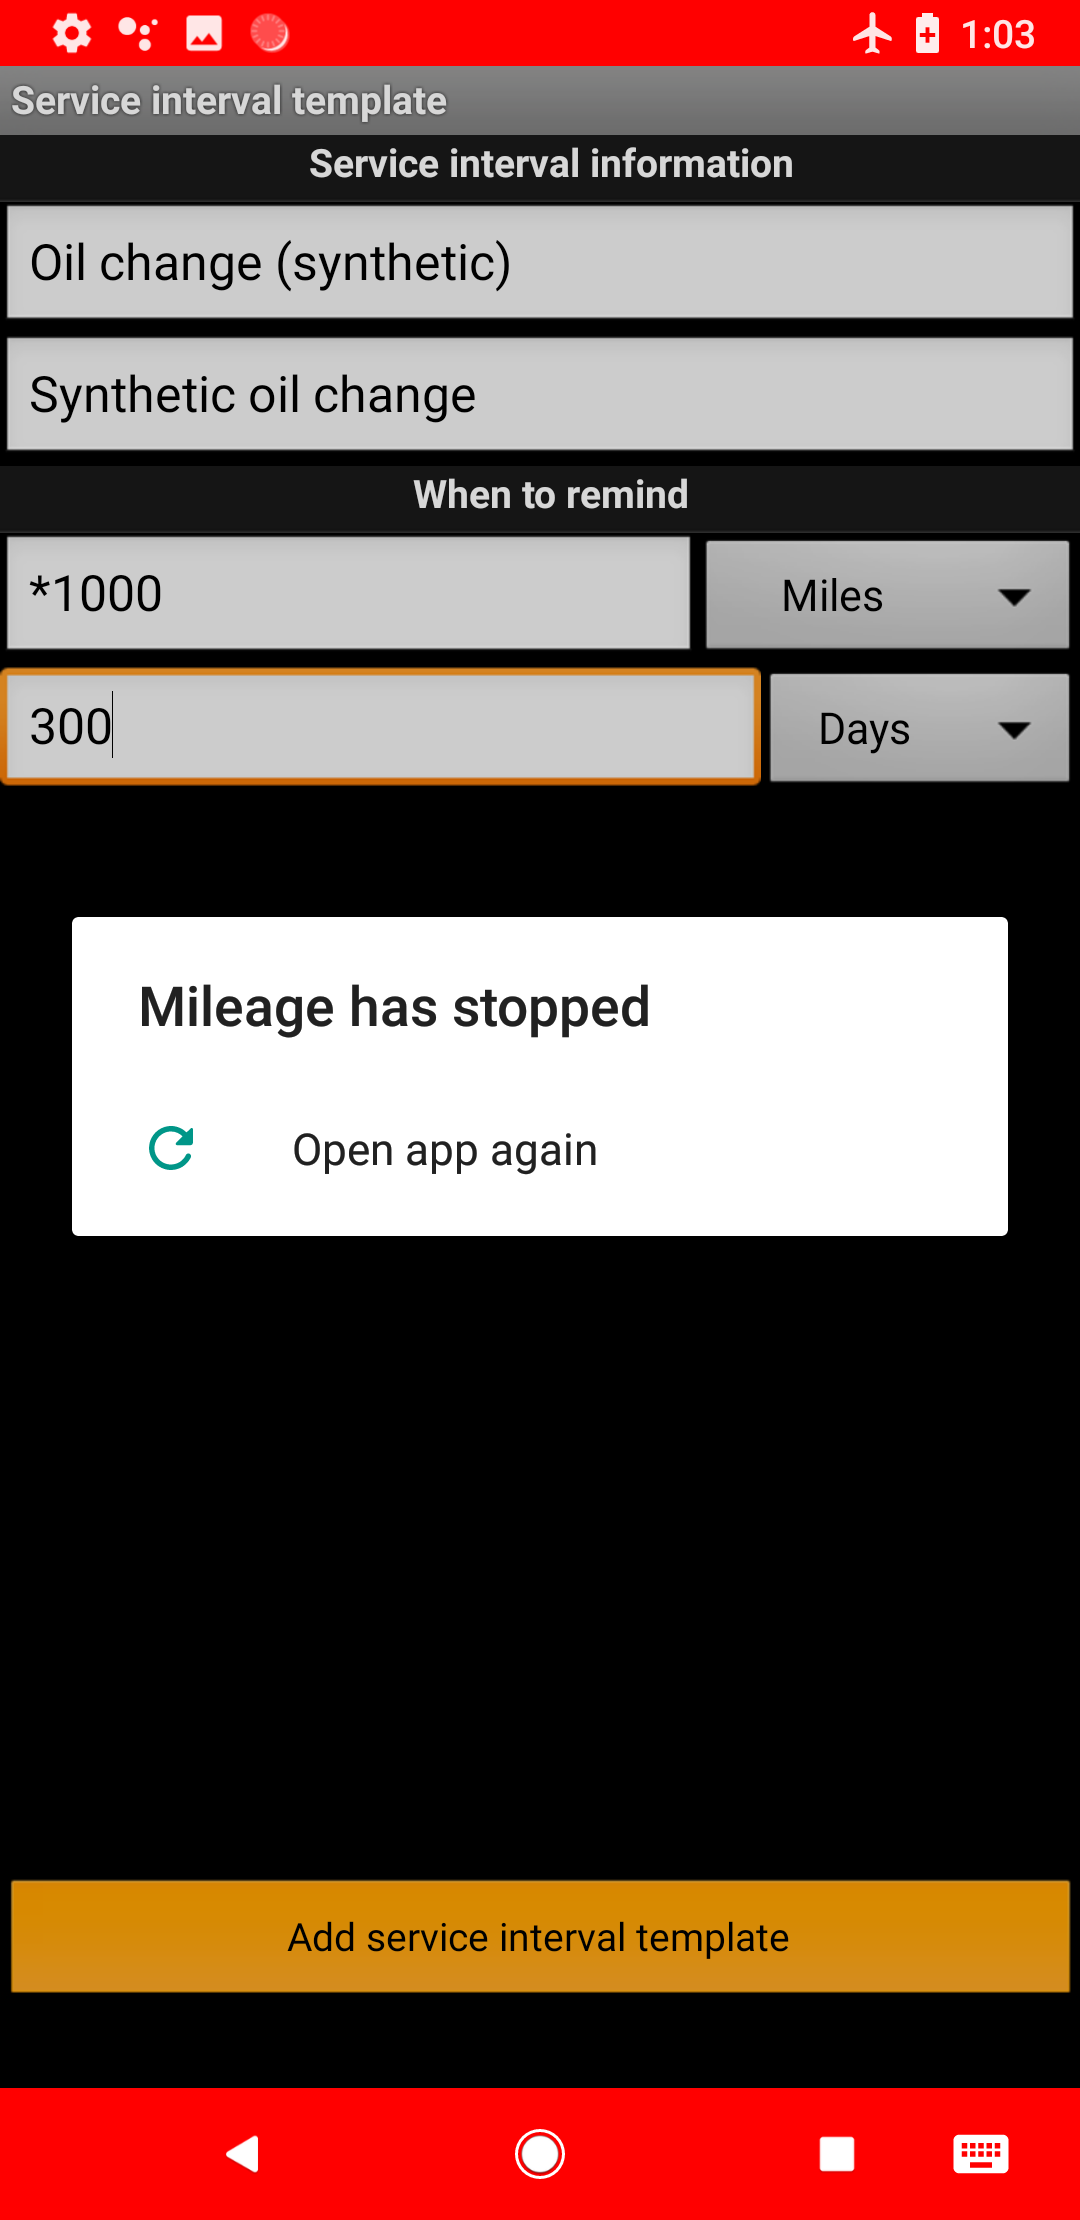 1:03
Service interval template
Service interval information
Oil change (synthetic)
Synthetic oil change
When to remind
*1000
Miles
300
Days
Mileage has stopped
Open app again
Add service interval template